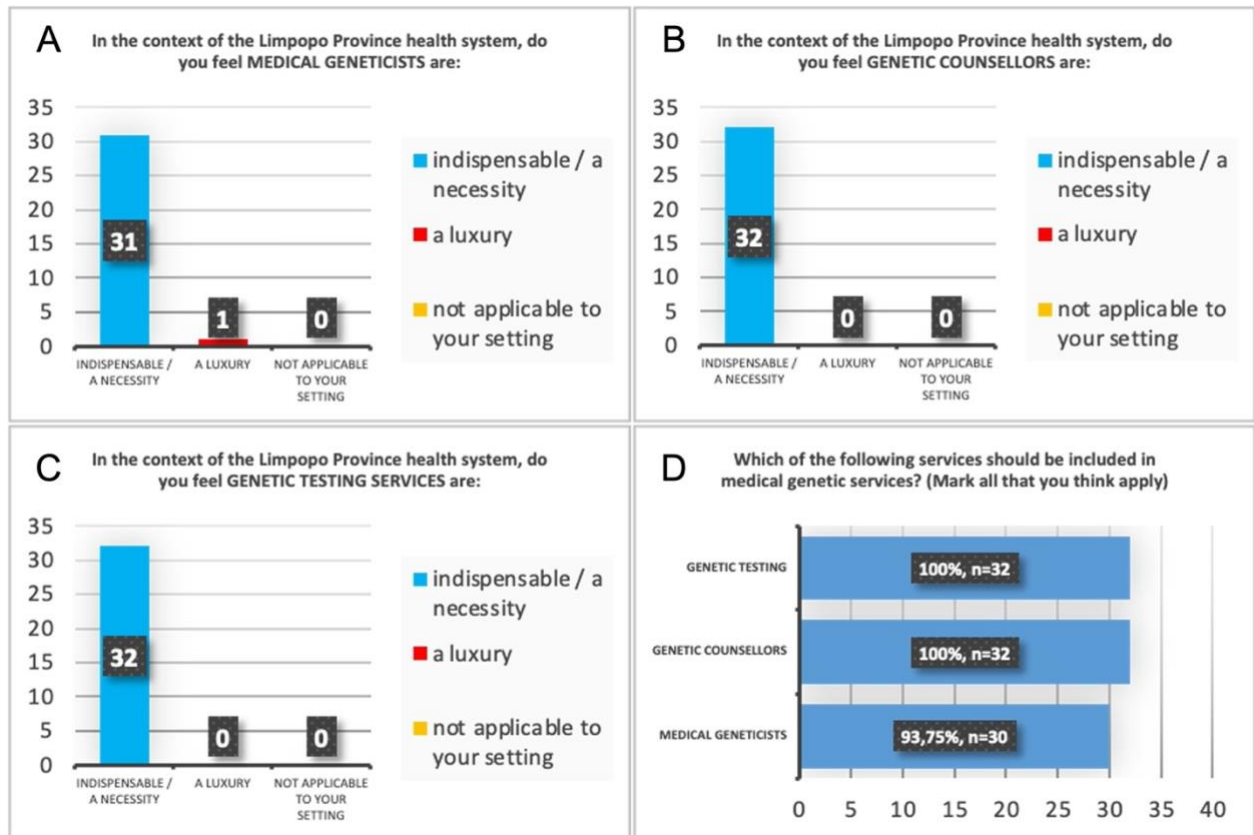 A
In the context of the Limpopo Province health system, do
you feel MEDICAL GENETICISTS are:
35
30
25
20
15
10
5
0
31
1
0
INDISPENSABLE /
A NECESSITY
A LUXURY
NOT APPLICABLE
TO YOUR
SETTING
indispensable / a
necessity
a luxury
not applicable to
your setting
B
In the context of the Limpopo Province health system, do
you feel GENETIC COUNSELLORS are:
35
30
25
20
15
10
5
0
32
0
0
INDISPENSABLE /
A NECESSITY
A LUXURY
NOT APPLICABLE
TO YOUR
SETTING
indispensable / a
necessity
a luxury
not applicable to
your setting
C
In the context of the Limpopo Province health system, do
you feel GENETIC TESTING SERVICES are:
35
30
25
20
15
10
5
0
32
0
0
INDISPENSABLE /
A NECESSITY
A LUXURY
NOT APPLICABLE
TO YOUR
SETTING
indispensable / a
necessity
a luxury
not applicable to
your setting
D
Which of the following services should be included in
medical genetic services? (Mark all that you think apply)
GENETIC TESTING
100%, n=32
GENETIC COUNSELLORS
100%, n=32
MEDICAL GENETICISTS
93,75%, n=30
0 5 10 15 20 25 30 35 40